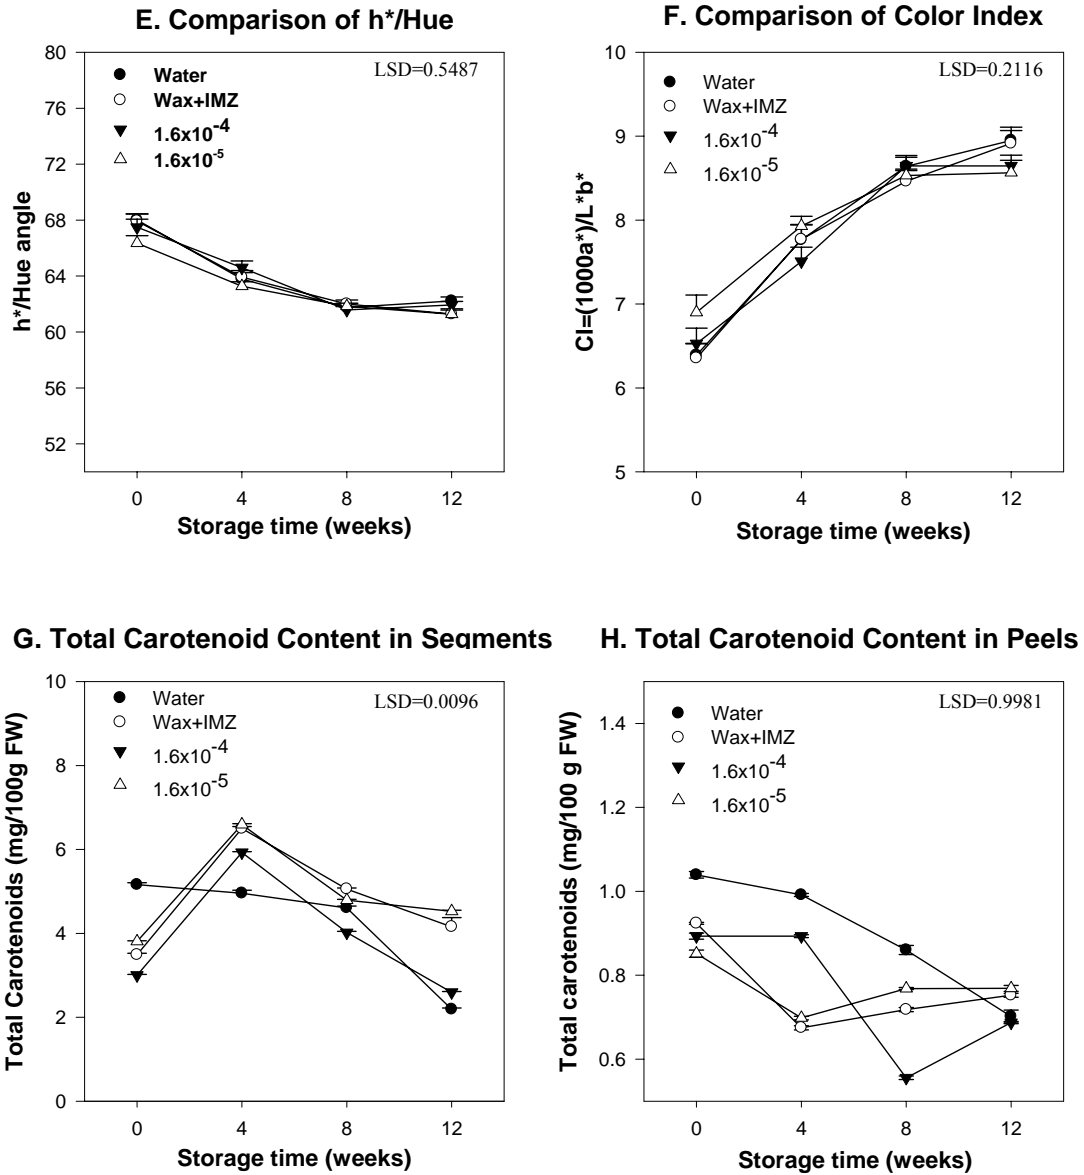 E. Comparison of h*/Hue
LSD=0.5487
Water
Wax+IMZ
1.6x10-4
1.6x10-5
80
76
72
68
64
60
56
52
h*/Hue angle
0 4 8 12
Storage time (weeks)
F. Comparison of Color Index
LSD=0.2116
Water
Wax+IMZ
1.6x10-4
1.6x10-5
10
9
8
7
6
5
CI=(1000a*)/L*b*
0 4 8 12
Storage time (weeks)
G. Total Carotenoid Content in Segments
LSD=0.0096
Water
Wax+IMZ
1.6x10-4
1.6x10-5
10
8
6
4
2
0
Total Carotenoids (mg/100g FW)
0 4 8 12
Storage time (weeks)
H. Total Carotenoid Content in Peels
LSD=0.9981
Water
Wax+IMZ
1.6x10-4
1.6x10-5
1.4
1.2
1.0
0.8
0.6
Total carotenoids (mg/100 g FW)
0 4 8 12
Storage time (weeks)